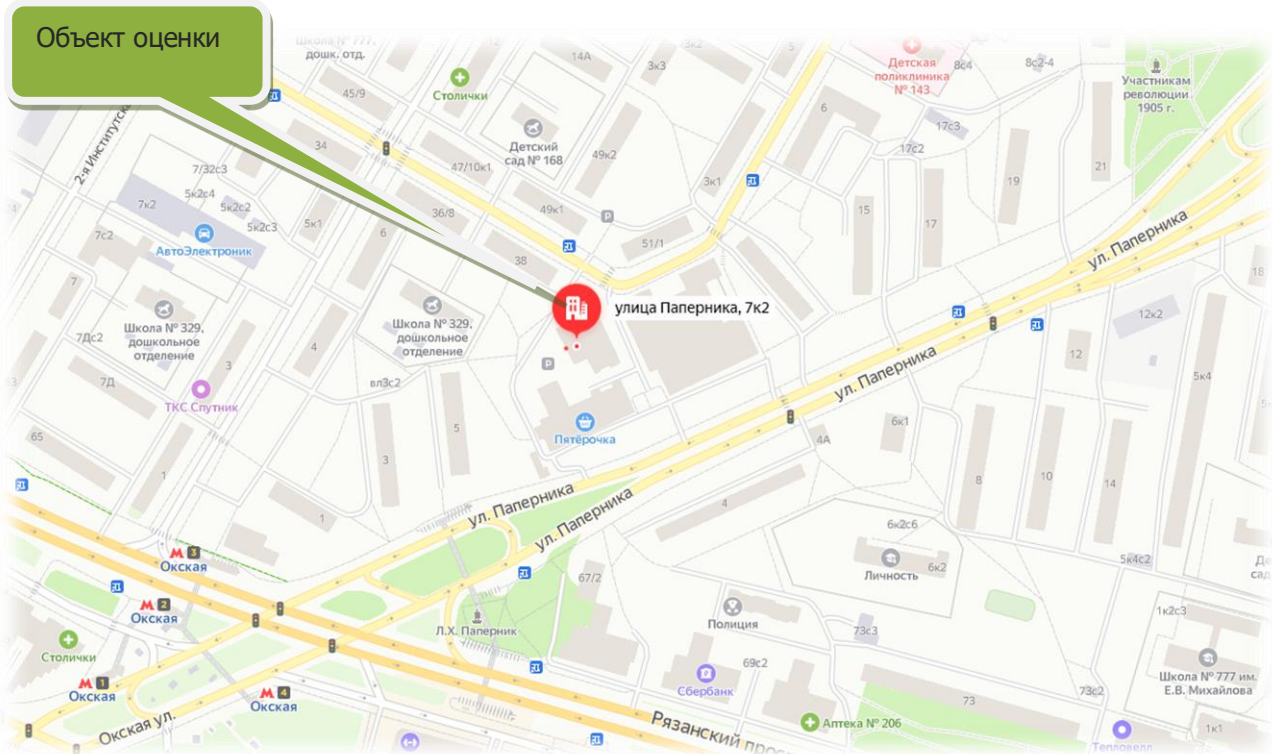 Объект оценки
Школа № 777,
дошк. отд.
12
14А
3к2
5
Детская
поликлиника
№ 143
8с4
8с2-4
Участникам
революции
1905 г.
Столички
45/9
3к3
6
17с3
17с2
Детский
сад № 168
49к2
34
47/10к1
2-я Институтская
7/32с3
5к2с4
5к2с2
5к2с3
7к2
7с2
АвтоЭлектроник
5к1
6
36/8
49к1
P
3к1
51/1
38
15
17
19
21
ул. Паперника
18
улица Паперника, 7к2
7
Школа № 329,
дошкольное
отделение
7Дс2
7Д
3
4
Школа № 329,
дошкольное
отделение
P
12к2
12
5к4
ул. Паперника
вл3с2
ТКС Спутник
65
1
3
5
Пятёрочка
4А
6к1
8
10
14
1
ул. Паперника
ул. Паперника
4
М 3
Окская
М 2
Окская
Л.Х. Паперник
67/2
6к2с6
6к2
Личность
5к4с2
1к2с3
Полиция
73с3
Столички
М 1
Окская
М 4
Окская
69с2
Сбербанк
73
73с2
Школа № 777 им.
Е.В. Михайлова
Окская ул.
Рязанский
Аптека № 206
Тепловелл
1к1